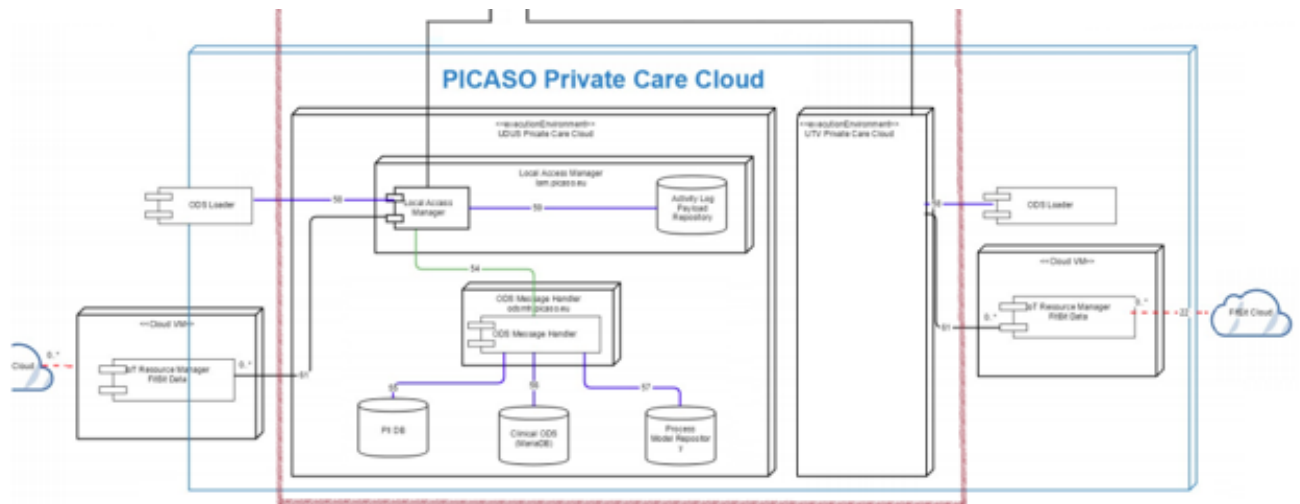 PICASO Private Care Cloud
<<executionEnvironment>>
UDUS Private Care Cloud
<<executionEnvironment>>
UTV Private Care Cloud
Local Access Manager
lam.picaso.eu
ODS Loader
58
Local Access
Manager
59
Activity Log
Payload
Repository
58
ODS Loader
54
<<Cloud VM>>
ODS Message Handler
odsmh.picaso.eu
ODS Message Handler
IoT Resource Manager
FitBit Data
0..*
0..*
61
22
FitBit Cloud
<<Cloud VM>>
Cloud
0..*
IoT Resource Manager
FitBit Data
0..*
61
55
56
57
PII DB
Clinical ODS
(MariaDB)
Process
Model Repositor
y